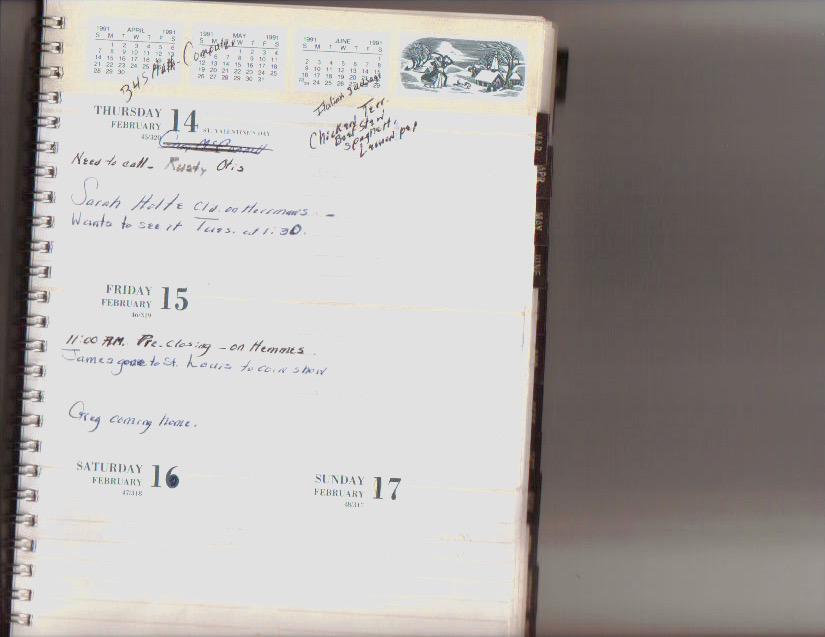 1991 APRIL 1991
S M T W T F S
1 2 3 4 5 6
7 8 9 10 11 12 13
14 15 16 17 18 19 20
21 22 23 24 25 26 27
28 29 30
1991 MAY 1991
S M T W T F S
1 2 3 4
5 6 7 8 9 10 11
12 13 14 15 16 17 18
19 20 21 22 23 24 25
26 27 28 29 30 31
1991 JUNE 1991
S M T W T F S
1
2 3 4 5 6 7 8
9 10 11 12 13 14 15
16 17 18 19 20 21 22
23/30 24 25 26 27 28 29
345 Math-Computer
Italian Sausage
Chicken Terr.
Beef Stew
Spaghetti
Lemon pep
THURSDAY
FEBRUARY 14 ST. VALENTINE'S DAY
45/320
Need to call - Rusty Otis
Sarah Holte Cld. on Herrmans -
Wants to see it Tues. at 1:30.
FRIDAY
FEBRUARY 15
46/319
11:00 A.M. Pre-Closing - on Hemmes.
James gone to St. Louis to coin show
Greg coming home.
SATURDAY
FEBRUARY 16
47/318
SUNDAY
FEBRUARY 17
48/317
MAR
APR
MAY
JUNE